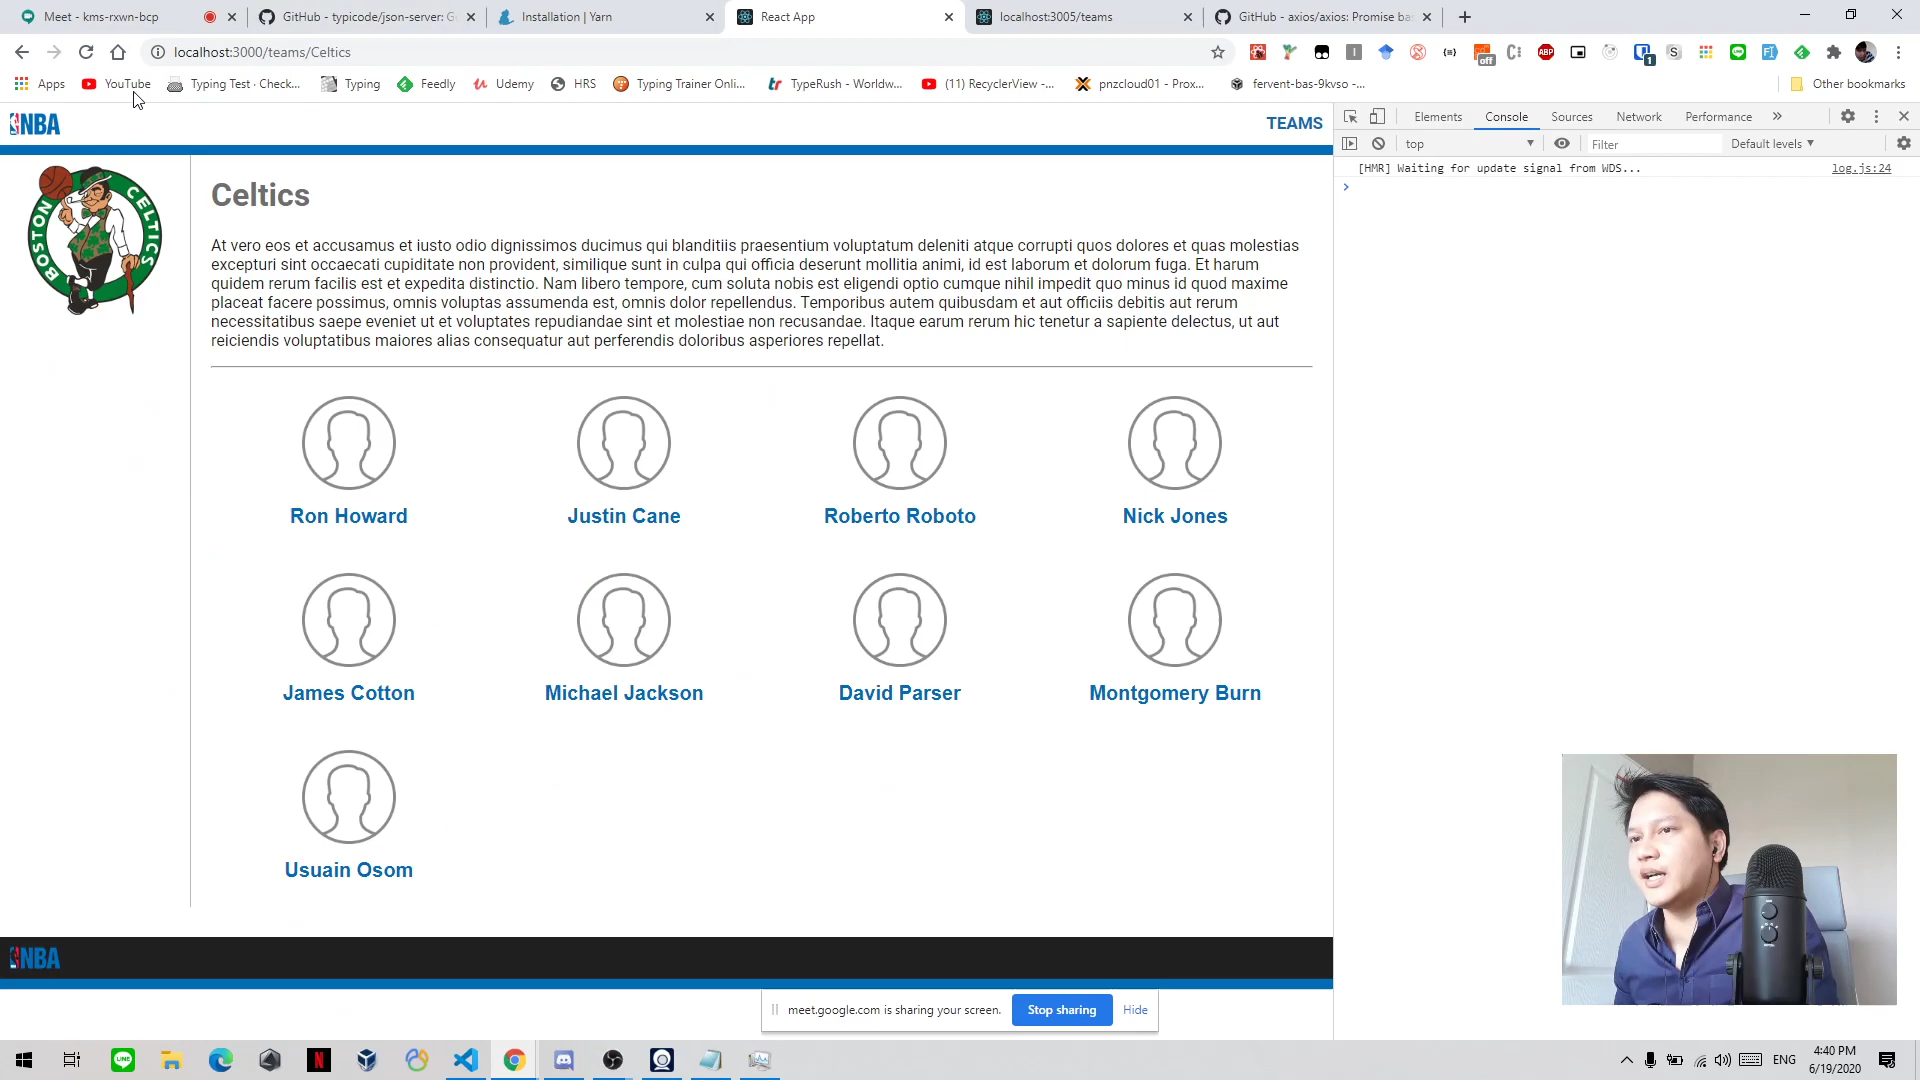 Meet - kms-rxwn-bcp
GitHub - typicode/json-server: G
Installation | Yarn
React App
localhost:3005/teams
GitHub - axios/axios: Promise ba
localhost:3000/teams/Celtics
ABP
off
1
Apps
YouTube
Typing Test · Check...
Typing
Feedly
Udemy
HRS
Typing Trainer Onli...
TypeRush - Worldw...
(11) RecyclerView -...
pnzcloud01 - Prox...
fervent-bas-9kvso -...
Other bookmarks
NBA
TEAMS
Elements
Console
Sources
Network
Performance
top
Filter
Default levels
[HMR] Waiting for update signal from WDS...
log.js:24
BOSTON CELTICS
Celtics
At vero eos et accusamus et iusto odio dignissimos ducimus qui blanditiis praesentium voluptatum deleniti atque corrupti quos dolores et quas molestias
excepturi sint occaecati cupiditate non provident, similique sunt in culpa qui officia deserunt mollitia animi, id est laborum et dolorum fuga. Et harum
quidem rerum facilis est et expedita distinctio. Nam libero tempore, cum soluta nobis est eligendi optio cumque nihil impedit quo minus id quod maxime
placeat facere possimus, omnis voluptas assumenda est, omnis dolor repellendus. Temporibus autem quibusdam et aut officiis debitis aut rerum
necessitatibus saepe eveniet ut et voluptates repudiandae sint et molestiae non recusandae. Itaque earum rerum hic tenetur a sapiente delectus, ut aut
reiciendis voluptatibus maiores alias consequatur aut perferendis doloribus asperiores repellat.
Ron Howard
Justin Cane
Roberto Roboto
Nick Jones
James Cotton
Michael Jackson
David Parser
Montgomery Burn
Usuain Osom
NBA
meet.google.com is sharing your screen.
Stop sharing
Hide
LINE
N
ENG
4:40 PM
6/19/2020